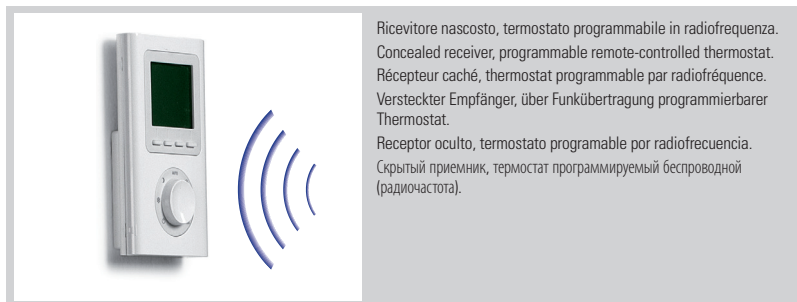 Ricevitore nascosto, termostato programmabile in radiofrequenza.
Concealed receiver, programmable remote-controlled thermostat.
Récepteur caché, thermostat programmable par radiofréquence.
Versteckter Empfänger, über Funkübertragung programmierbarer
Thermostat.
Receptor oculto, termostato programable por radiofrecuencia.
Скрытый приемник, термостат программируемый беспроводной
(радиочастота).